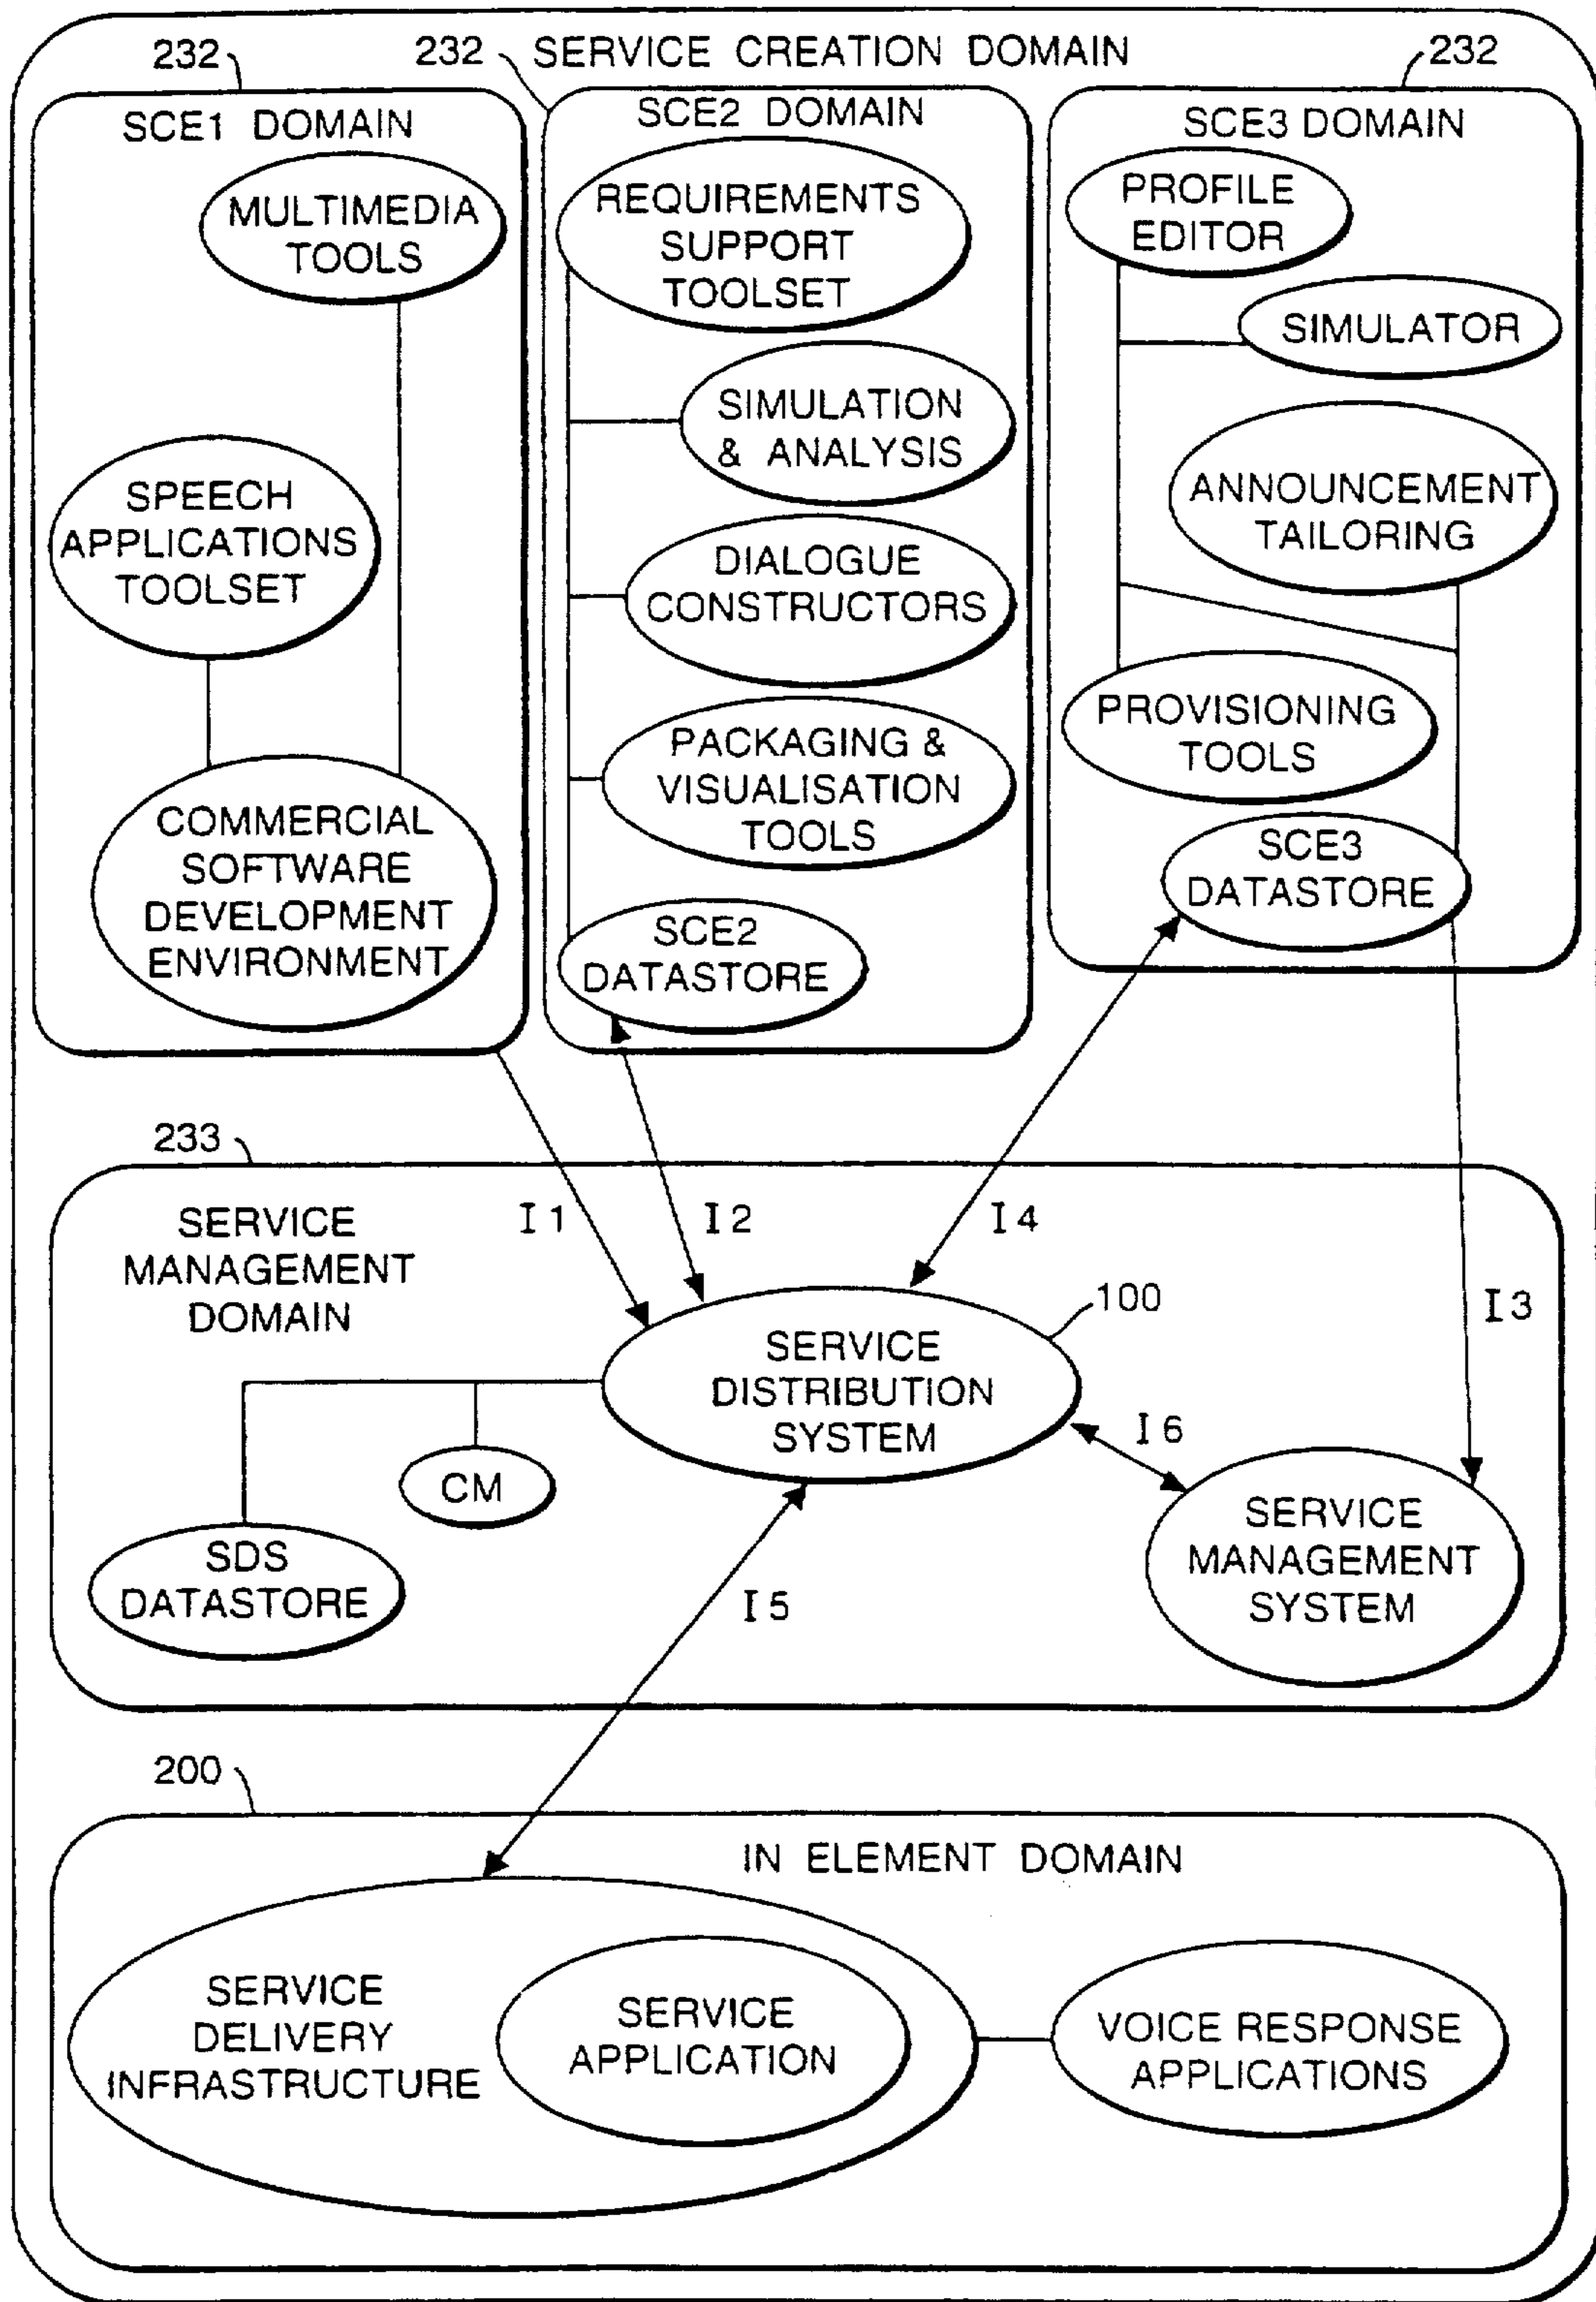 232
232
SERVICE CREATION DOMAIN
232
SCE1 DOMAIN
MULTIMEDIA
TOOLS
SPEECH
APPLICATIONS
TOOLSET
COMMERCIAL
SOFTWARE
DEVELOPMENT
ENVIRONMENT
SCE2 DOMAIN
REQUIREMENTS
SUPPORT
TOOLSET
SIMULATION
& ANALYSIS
DIALOGUE
CONSTRUCTORS
PACKAGING &
VISUALISATION
TOOLS
SCE2
DATASTORE
SCE3 DOMAIN
PROFILE
EDITOR
SIMULATOR
ANNOUNCEMENT
TAILORING
PROVISIONING
TOOLS
SCE3
DATASTORE
233
SERVICE
MANAGEMENT
DOMAIN
I1
I2
I4
I3
100
SERVICE
DISTRIBUTION
SYSTEM
I6
CM
SDS
DATASTORE
SERVICE
MANAGEMENT
SYSTEM
I5
200
IN ELEMENT DOMAIN
SERVICE
DELIVERY
INFRASTRUCTURE
SERVICE
APPLICATION
VOICE RESPONSE
APPLICATIONS